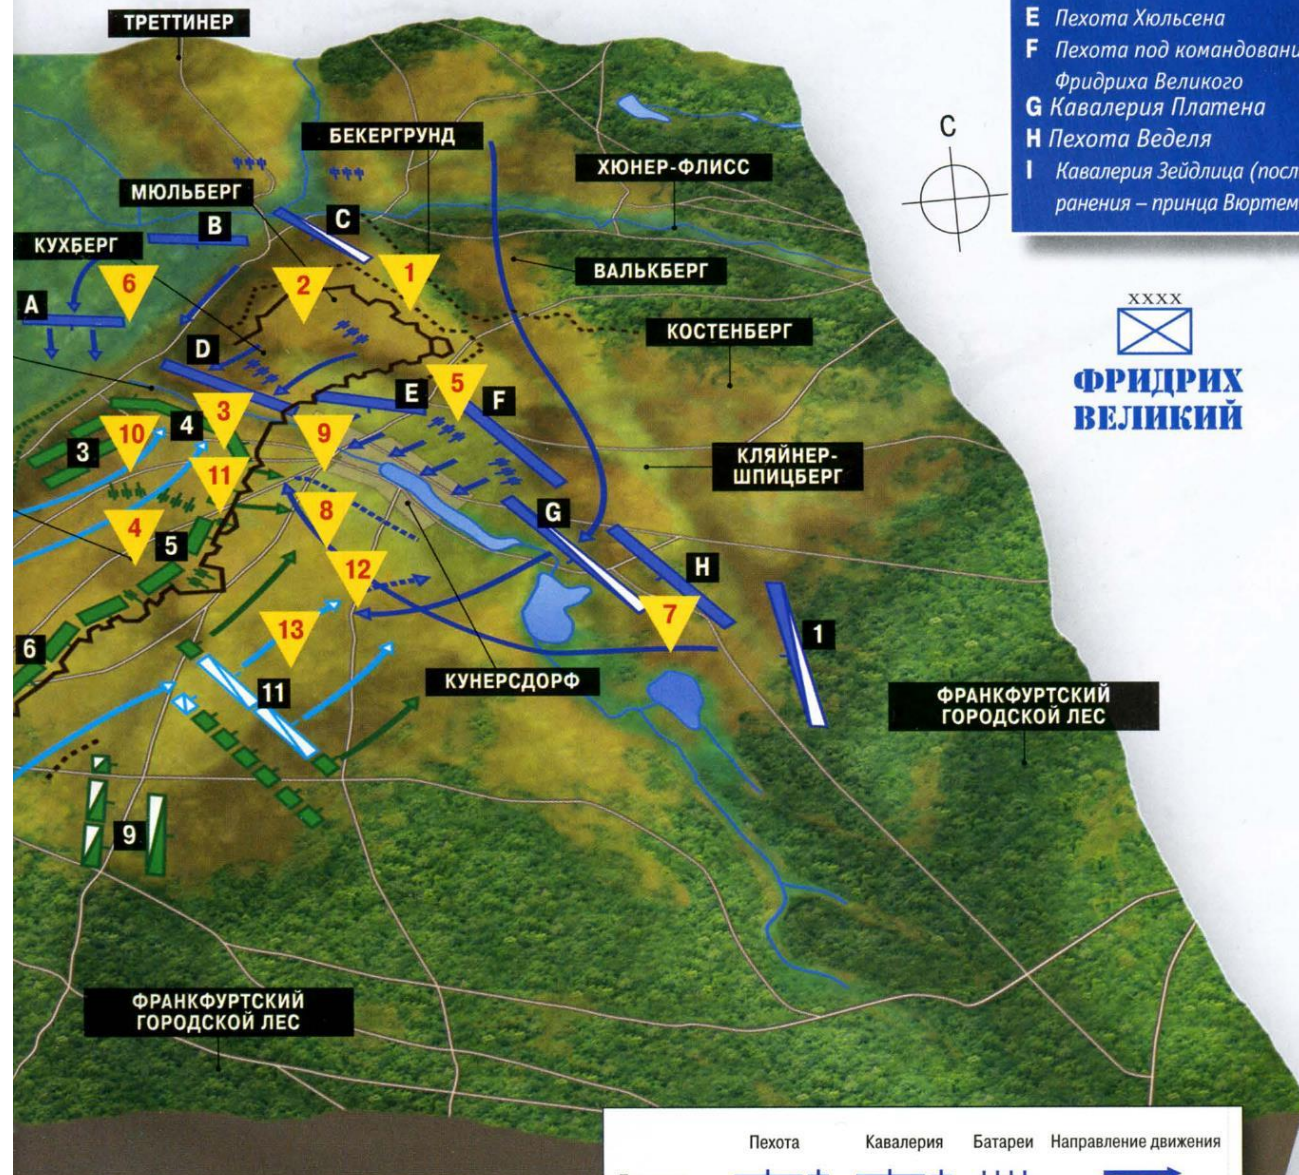 E Пехота Хюльсена
F Пехота под командовани
Фридриха Великого
G Кавалерия Платена
H Пехота Веделя
I Кавалерия Зейдлица (посл
ранения – принца Вюртем
ТРЕТТИНЕР
С
БЕКЕРГРУНД
ХЮНЕР-ФЛИСС
МЮЛЬБЕРГ
B
C
КУХБЕРГ
ВАЛЬКБЕРГ
6
2
1
A
XXXX
ФРИДРИХ
ВЕЛИКИЙ
КОСТЕНБЕРГ
D
5
E
F
3
4
10
9
3
КЛЯЙНЕР-
ШПИЦБЕРГ
11
8
G
4
5
12
H
7
13
1
6
11
КУНЕРСДОРФ
ФРАНКФУРТСКИЙ
ГОРОДСКОЙ ЛЕС
9
ФРАНКФУРТСКИЙ
ГОРОДСКОЙ ЛЕС
Пехота Кавалерия Батареи Направление движения